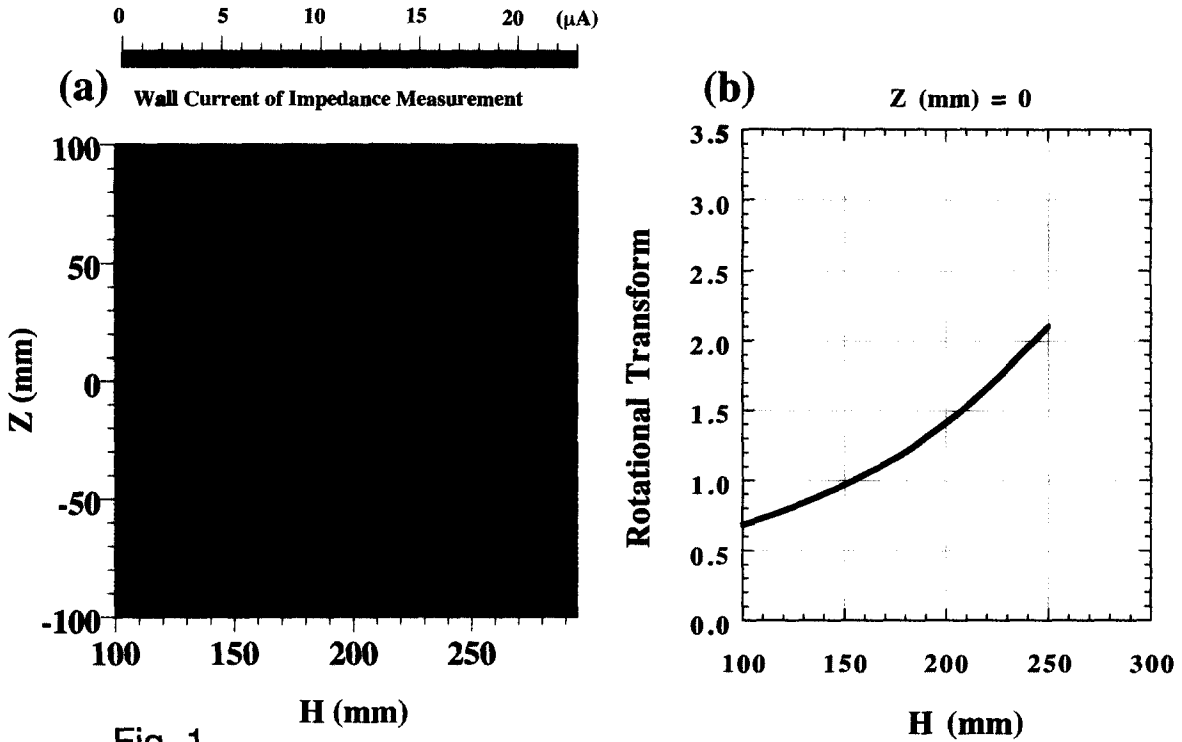 0 5 10 15 20 (μA)
(a)
Wall Current of Impedance Measurement
100
50
0
-50
-100
Z (mm)
100 150 200 250
H (mm)
Fig. 1
(b)
Z (mm) = 0
3.5
3.0
2.5
2.0
1.5
1.0
0.5
0.0
Rotational Transform
100 150 200 250 300
H (mm)